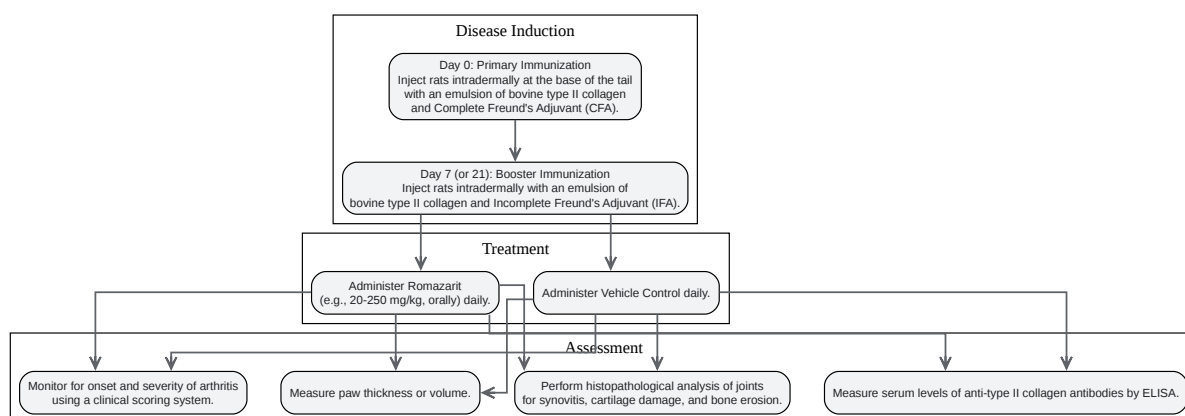 Disease Induction
Day 0: Primary Immunization
Inject rats intradermally at the base of the tail
with an emulsion of bovine type II collagen
and Complete Freund's Adjuvant (CFA).
Day 7 (or 21): Booster Immunization
Inject rats intradermally with an emulsion of
bovine type II collagen and Incomplete Freund's Adjuvant (IFA).
Treatment
Administer Romazarit
(e.g., 20-250 mg/kg, orally) daily.
Administer Vehicle Control daily.
Assessment
Monitor for onset and severity of arthritis
using a clinical scoring system.
Measure paw thickness or volume.
Perform histopathological analysis of joints
for synovitis, cartilage damage, and bone erosion.
Measure serum levels of anti-type II collagen antibodies by ELISA.